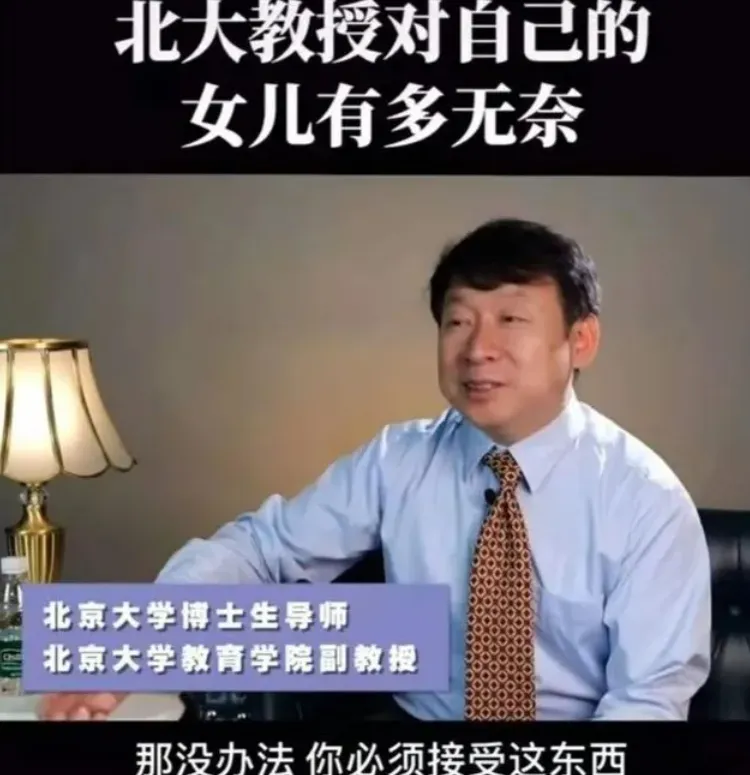 北大教授对自己的
女儿有多无奈
北京大学博士生导师
北京大学教育学院副教授
那没办法 你必须接受这东西